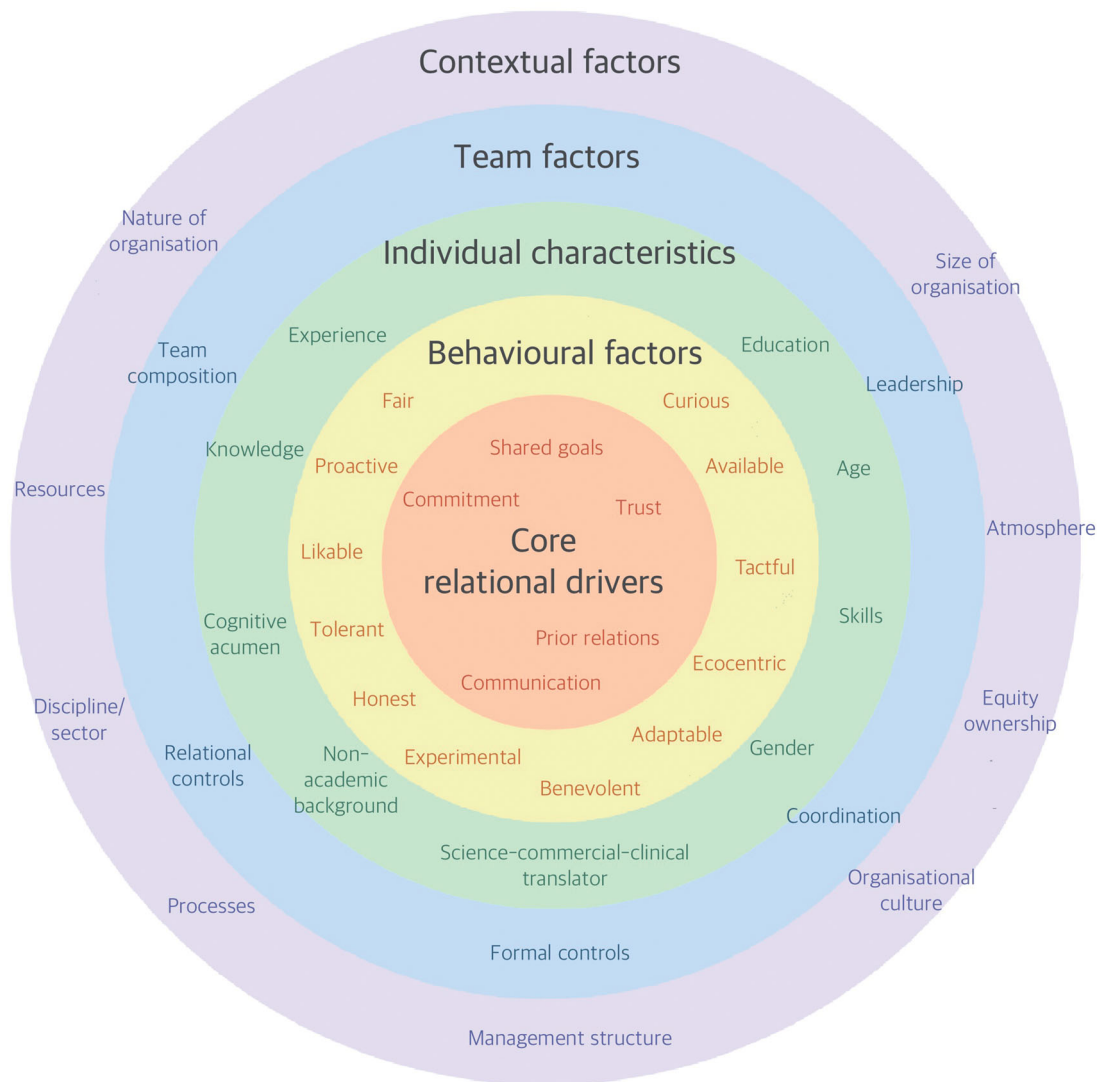 Contextual factors
Team factors
Nature of
organisation
Individual characteristics
Size of
organisation
Experience
Education
Team
composition
Behavioural factors
Leadership
Fair
Curious
Knowledge
Shared goals
Proactive
Available
Age
Resources
Commitment
Trust
Atmosphere
Core
relational drivers
Likable
Tactful
Cognitive
acumen
Tolerant
Prior relations
Skills
Ecocentric
Communication
Honest
Discipline/
sector
Equity
ownership
Adaptable
Gender
Relational
controls
Non-
academic
background
Experimental
Benevolent
Coordination
Science-commercial-clinical
translator
Organisational
culture
Processes
Formal controls
Management structure